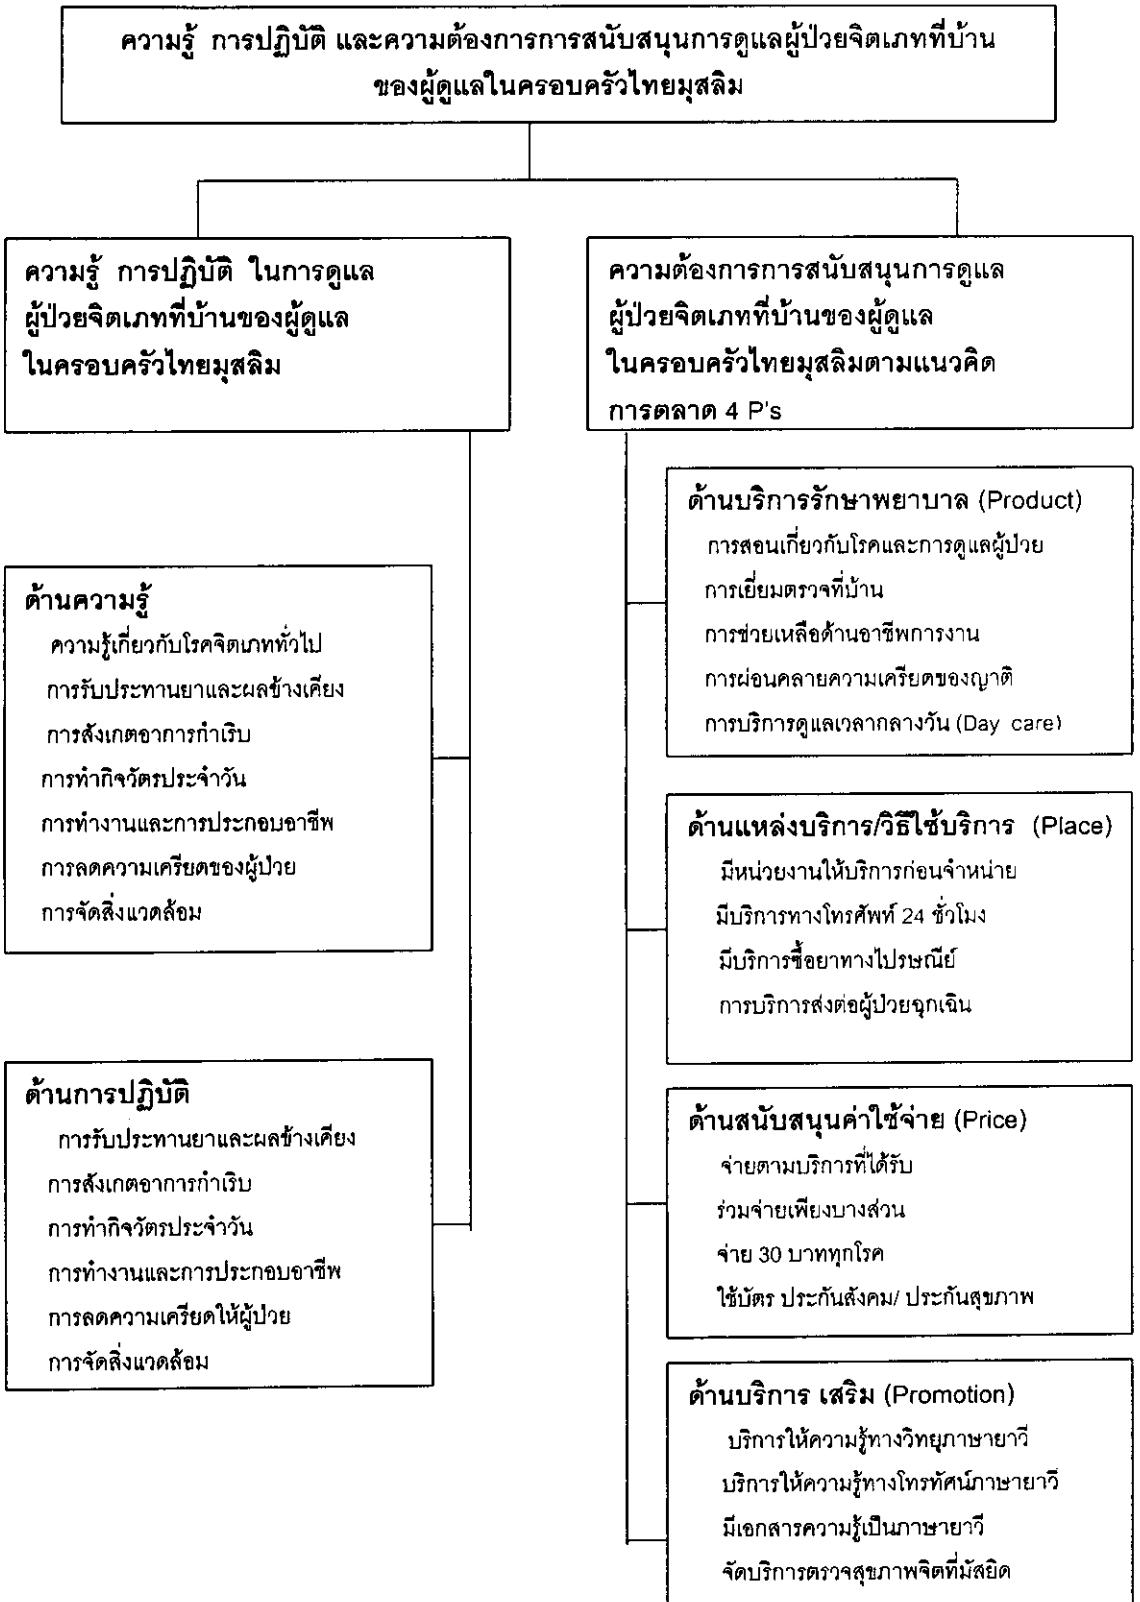 ความรู้ การปฏิบัติ และความต้องการการสนับสนุนการดูแลผู้ป่วยจิตเภทที่บ้าน
ของผู้ดูแลในครอบครัวไทยมุสลิม
ความรู้ การปฏิบัติ ในการดูแล
ผู้ป่วยจิตเภทที่บ้านของผู้ดูแล
ในครอบครัวไทยมุสลิม
ด้านความรู้
ความรู้เกี่ยวกับโรคจิตเภททั่วไป
การรับประทานยาและผลข้างเคียง
การสังเกตอาการกำเริบ
การทำกิจวัตรประจำวัน
การทำงานและการประกอบอาชีพ
การลดความเครียดของผู้ป่วย
การจัดสิ่งแวดล้อม
ด้านการปฏิบัติ
การรับประทานยาและผลข้างเคียง
การสังเกตอาการกำเริบ
การทำกิจวัตรประจำวัน
การทำงานและการประกอบอาชีพ
การลดความเครียดให้ผู้ป่วย
การจัดสิ่งแวดล้อม
ความต้องการการสนับสนุนการดูแล
ผู้ป่วยจิตเภทที่บ้านของผู้ดูแล
ในครอบครัวไทยมุสลิมตามแนวคิด
การตลาด 4 P's
ด้านบริการรักษาพยาบาล (Product)
การสอนเกี่ยวกับโรคและการดูแลผู้ป่วย
การเยี่ยมตรวจที่บ้าน
การช่วยเหลือด้านอาชีพการงาน
การผ่อนคลายความเครียดของญาติ
การบริการดูแลเวลากลางวัน (Day care)
ด้านแหล่งบริการ/วิธีใช้บริการ (Place)
มีหน่วยงานให้บริการก่อนจำหน่าย
มีบริการทางโทรศัพท์ 24 ชั่วโมง
มีบริการซื้อยาทางไปรษณีย์
การบริการส่งต่อผู้ป่วยฉุกเฉิน
ด้านสนับสนุนค่าใช้จ่าย (Price)
จ่ายตามบริการที่ได้รับ
ร่วมจ่ายเพียงบางส่วน
จ่าย 30 บาททุกโรค
ใช้บัตร ประกันสังคม/ ประกันสุขภาพ
ด้านบริการ เสริม (Promotion)
บริการให้ความรู้ทางวิทยุภาษายาวี
บริการให้ความรู้ทางโทรทัศน์ภาษายาวี
มีเอกสารความรู้เป็นภาษายาวี
จัดบริการตรวจสุขภาพจิตที่มัสยิด